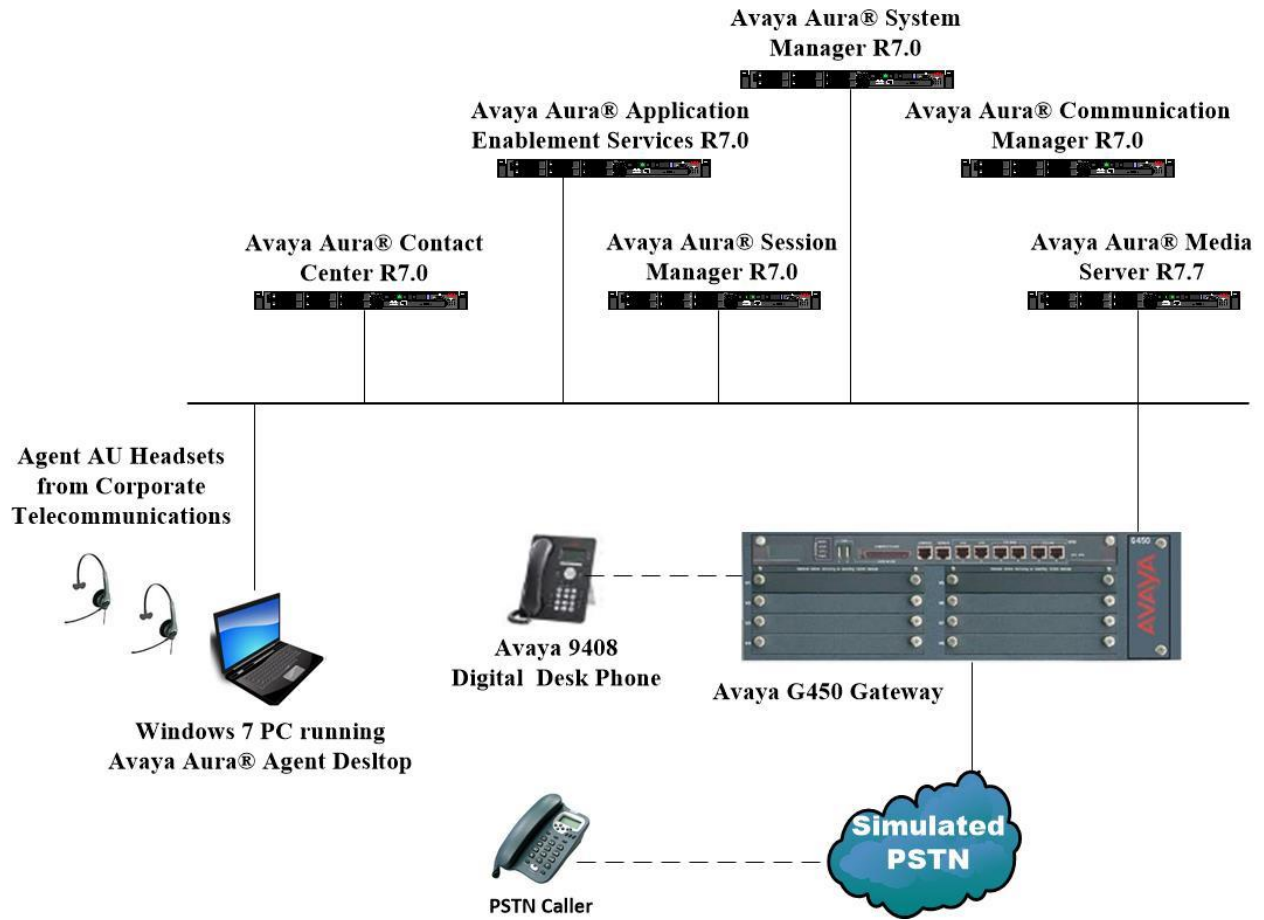 Avaya Aura® System
Manager R7.0
Avaya Aura® Application
Enablement Services R7.0
Avaya Aura® Communication
Manager R7.0
Avaya Aura® Contact
Center R7.0
Avaya Aura® Session
Manager R7.0
Avaya Aura® Media
Server R7.7
Agent AU Headsets
from Corporate
Telecommunications
Windows 7 PC running
Avaya Aura® Agent Desltop
Avaya 9408
Digital Desk Phone
G450
AVAYA
Avaya G450 Gateway
Simulated
PSTN
PSTN Caller